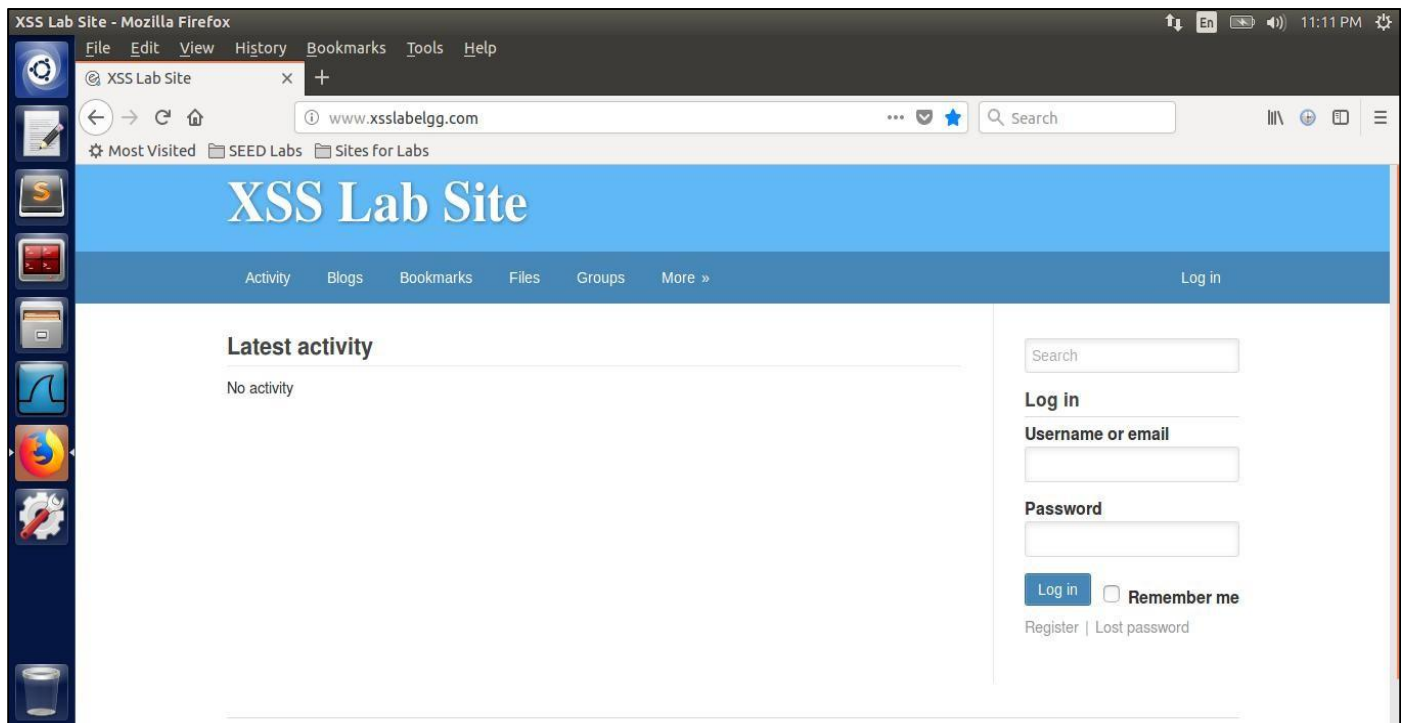 XSS Lab Site - Mozilla Firefox En 11:11 PM
File Edit View History Bookmarks Tools Help
XSS Lab Site
www.xsslabelgg.com Search
Most Visited SEED Labs Sites for Labs
XSS Lab Site
Activity Blogs Bookmarks Files Groups More » Log in
Latest activity
No activity
Search
Log in
Username or email
Password
Log in Remember me
Register | Lost password